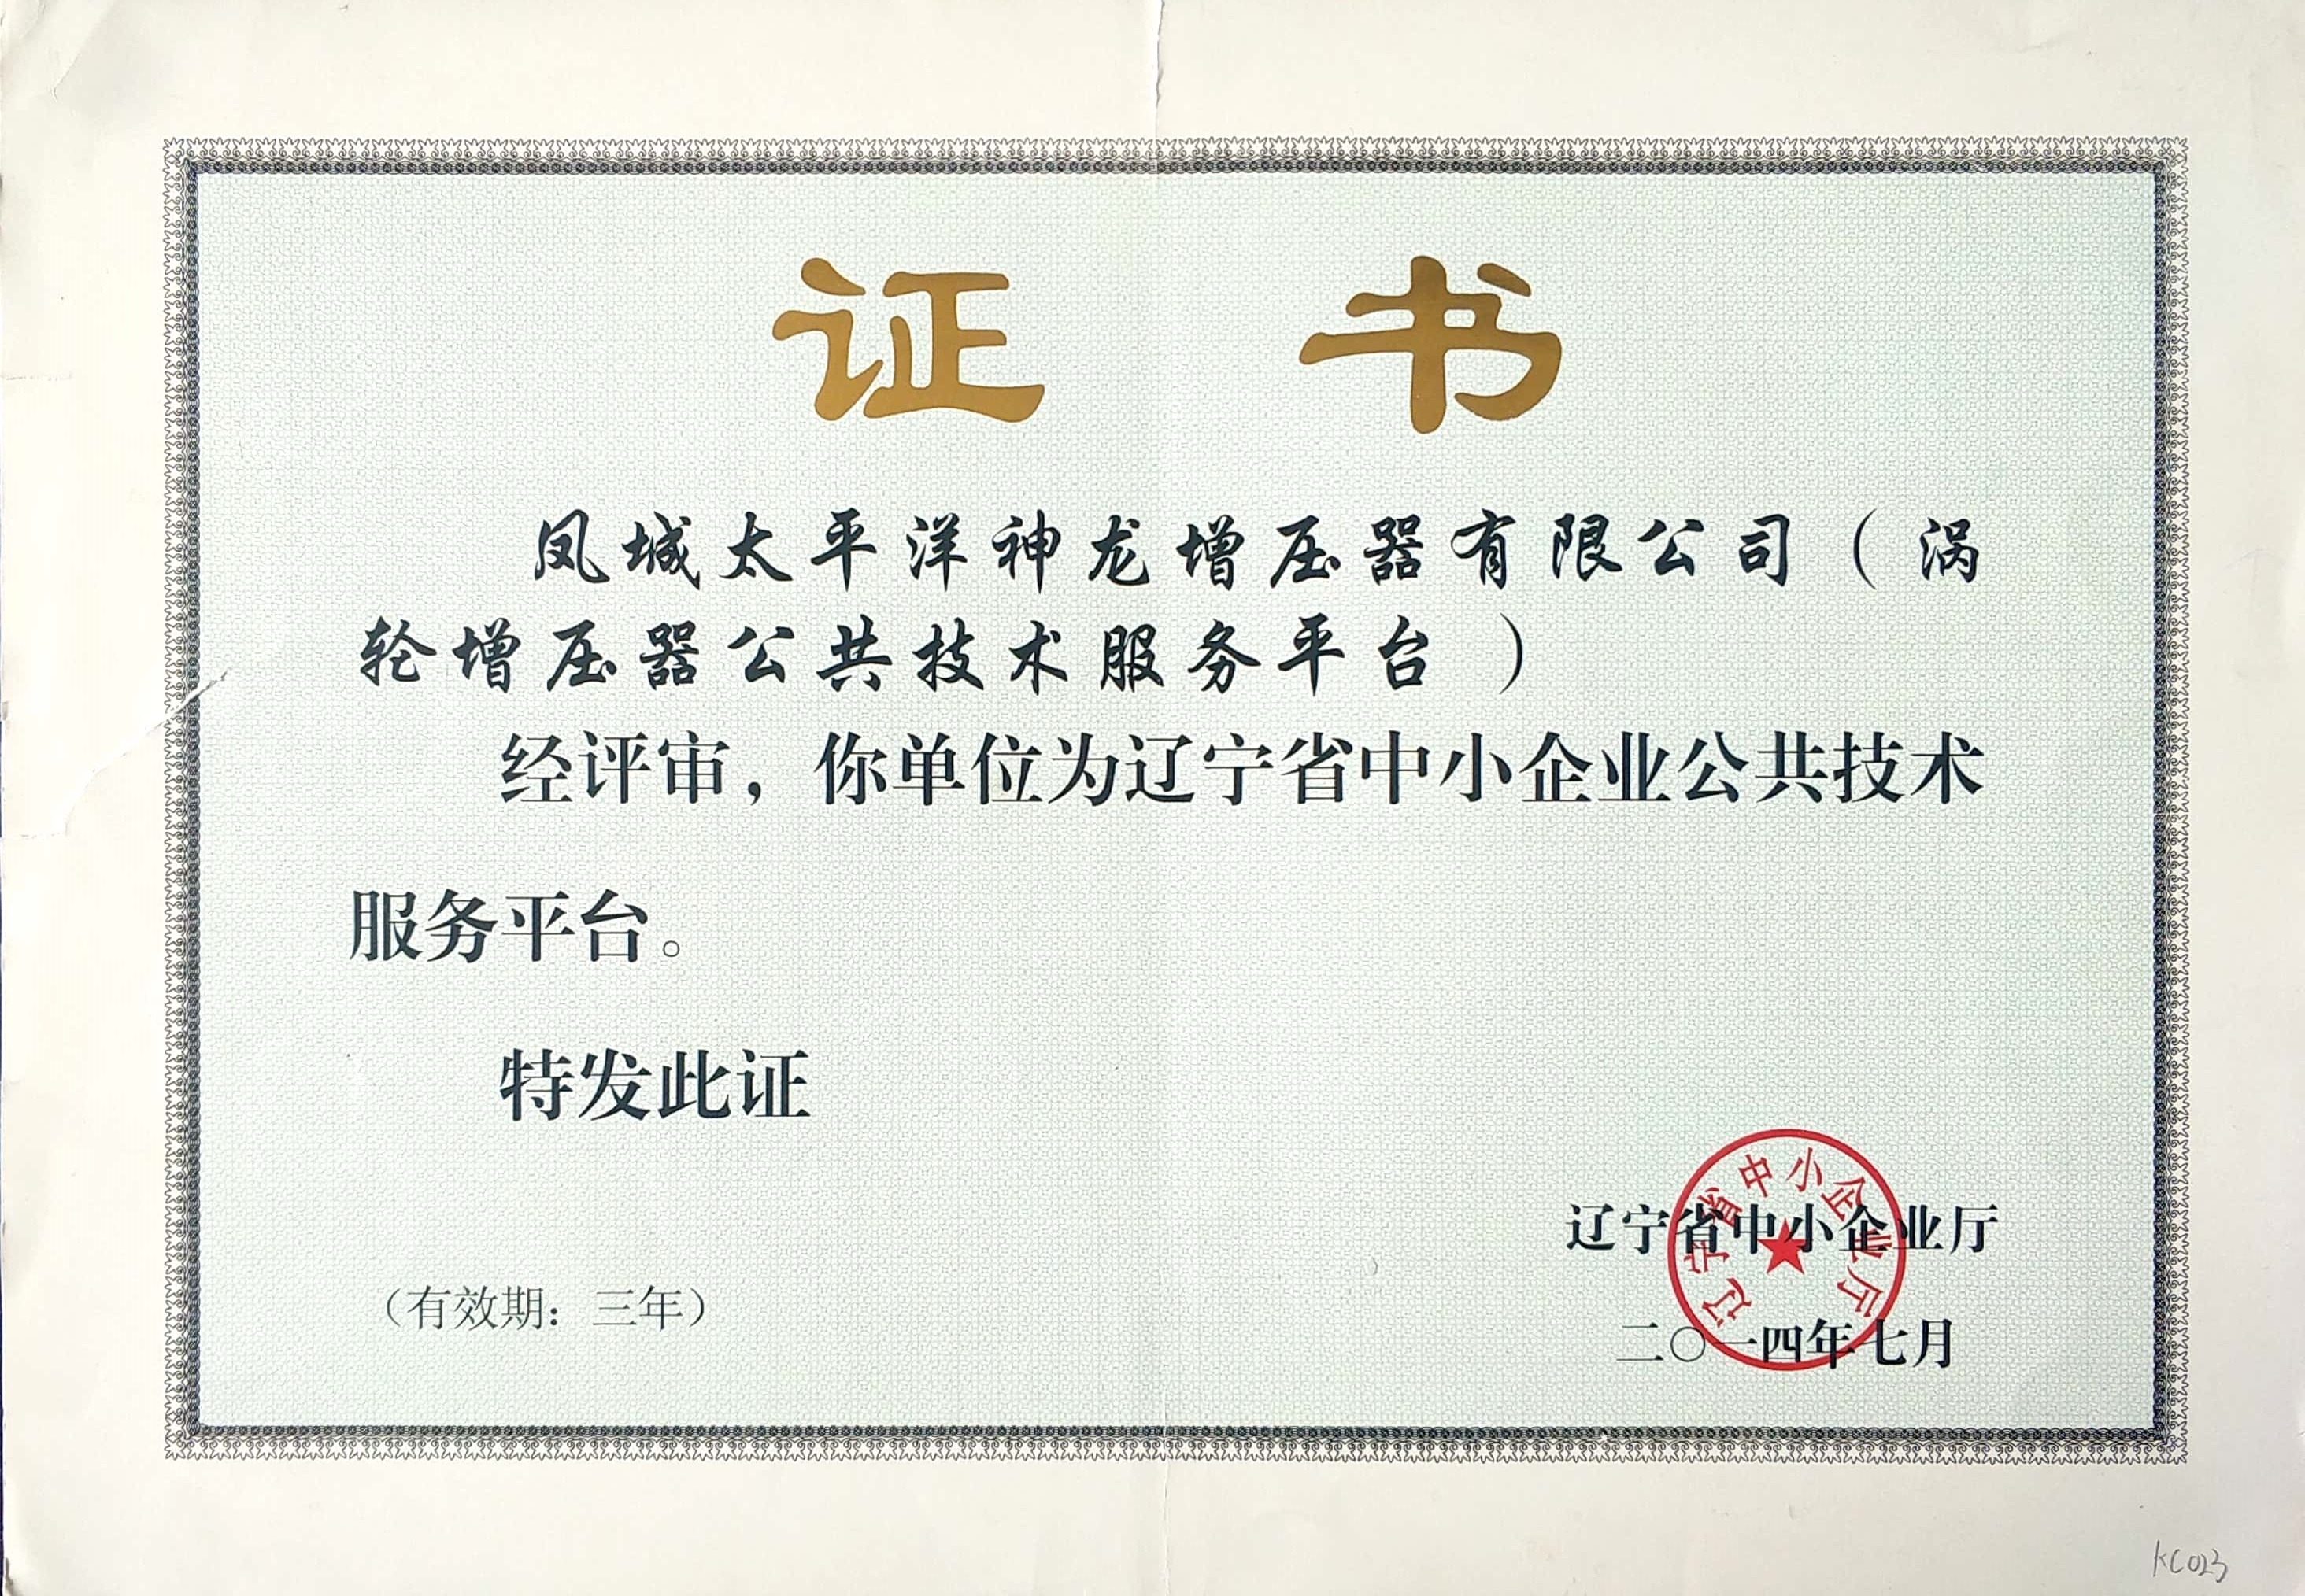 证 书
凤城太平洋神龙增压器有限公司（涡
轮增压器公共技术服务平台）
经评审，你单位为辽宁省中小企业公共技术
服务平台。
特发此证
辽宁省中小企业厅
辽宁省中小企业厅
（有效期：三年）
二〇一四年七月
KC023